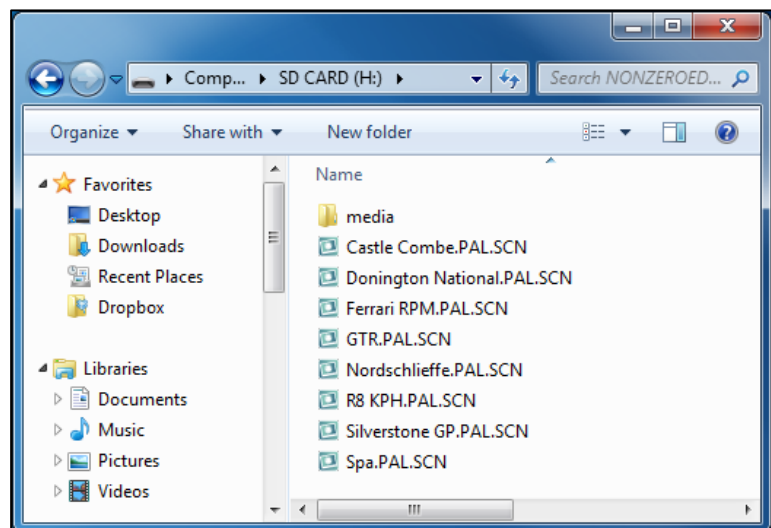 Comp... SD CARD (H:) Search NONZEROED...
Organize Share with New folder
Name
Favorites
Desktop
Downloads
Recent Places
Dropbox
Libraries
Documents
Music
Pictures
Videos
media
Castle Combe.PAL.SCN
Donington National.PAL.SCN
Ferrari RPM.PAL.SCN
GTR.PAL.SCN
Nordschlieffe.PAL.SCN
R8 KPH.PAL.SCN
Silverstone GP.PAL.SCN
Spa.PAL.SCN